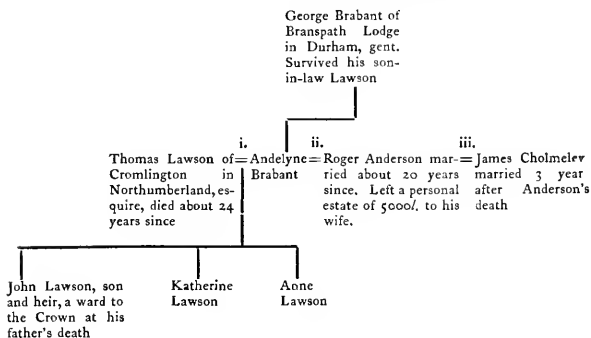 George Brabant of
Branspath Lodge
in Durham, gent.
Survived his son-
in-law Lawson
i.
ii.
iii.
Thomas Lawson of
Cromlington in
Northumberland, es-
quire, died about 24
years since
=
Andelyne
Brabant
=
Roger Anderson mar-
ried about 20 years
since. Left a personal
estate of 5000l. to his
wife.
=
James Cholmeley
married 3 year
after Anderson's
death
John Lawson, son
and heir, a ward to
the Crown at his
father's death
Katherine
Lawson
Anne
Lawson